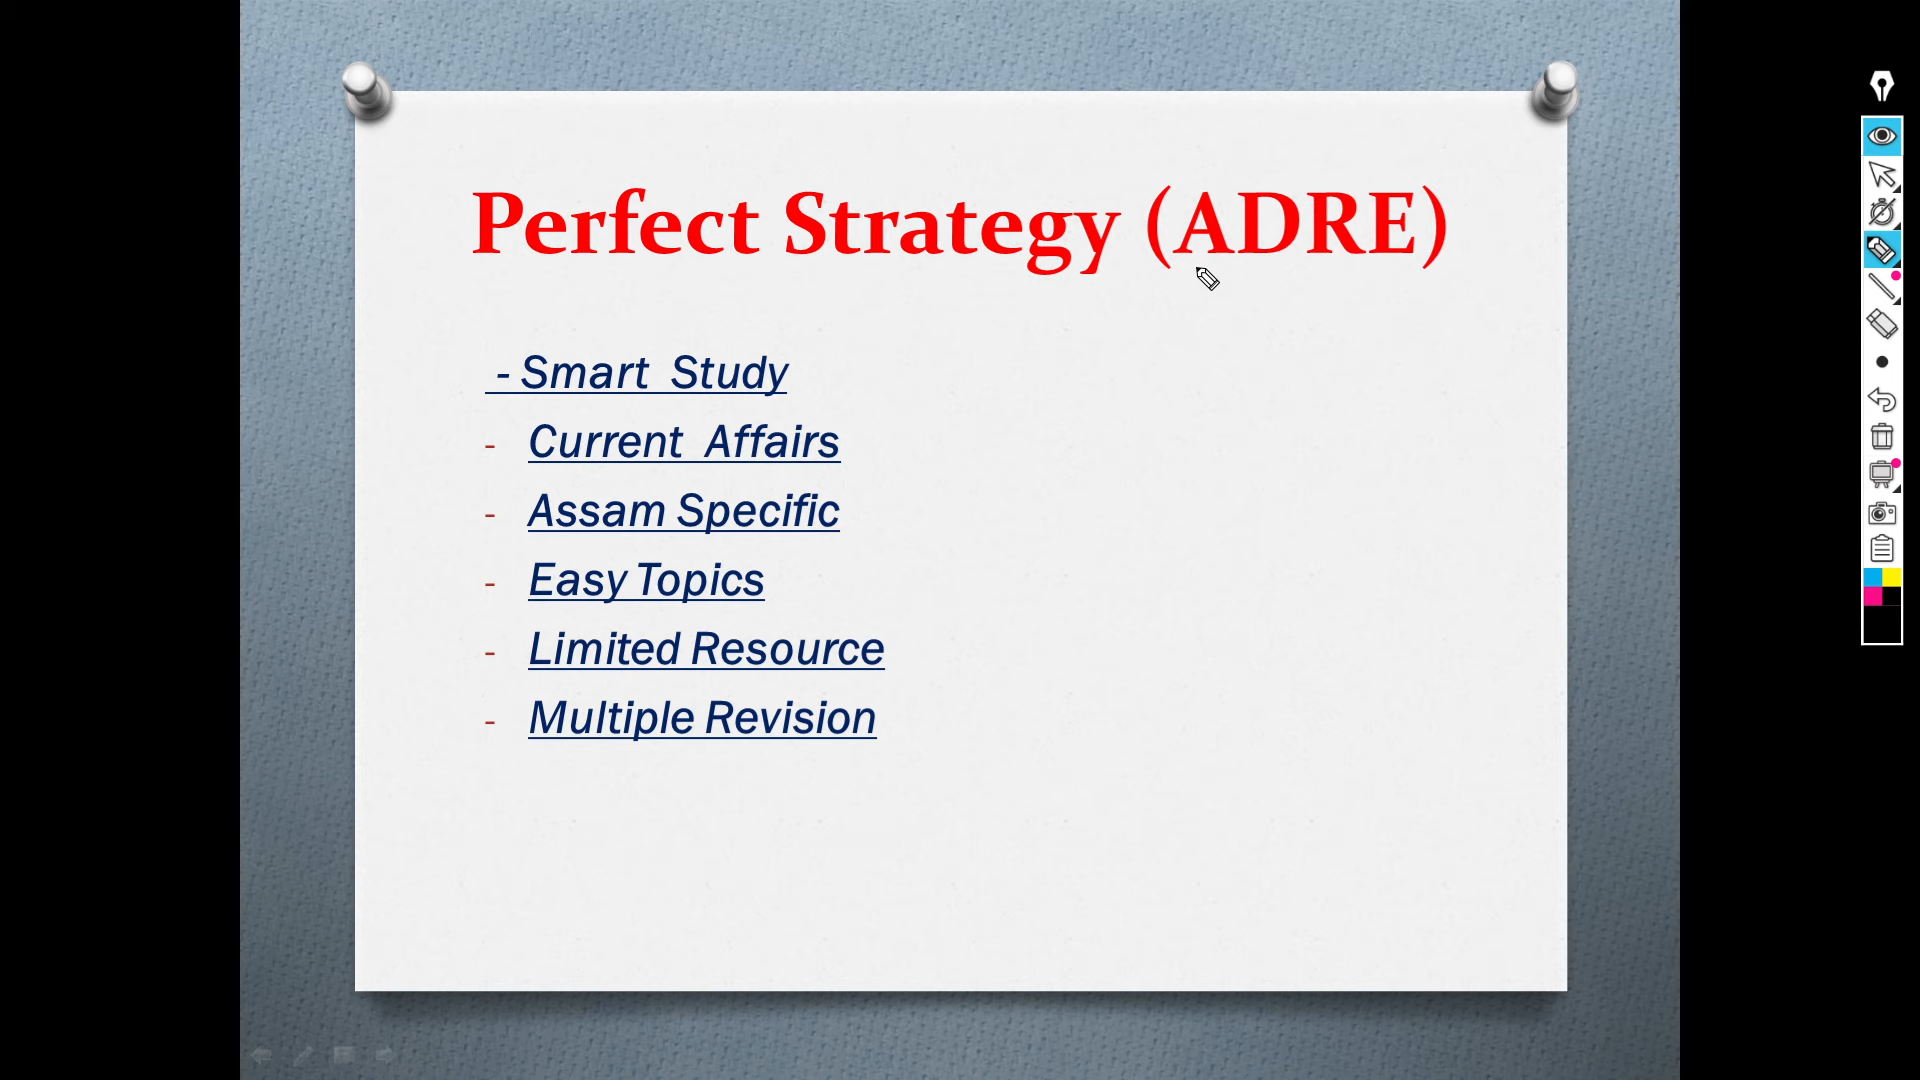 Perfect Strategy (ADRE)
- Smart Study
- Current Affairs
- Assam Specific
- Easy Topics
- Limited Resource
- Multiple Revision